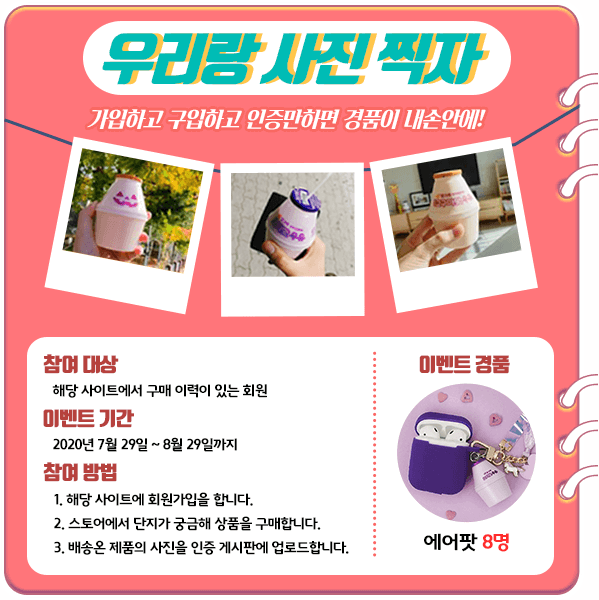 우리랑 사진 찍자
가입하고 구입하고 인증만하면 경품이 내손안에!
참여 대상
해당 사이트에서 구매 이력이 있는 회원
이벤트 기간
2020년 7월 29일 ~ 8월 29일까지
참여 방법
1. 해당 사이트에 회원가입을 합니다.
2. 스토어에서 단지가 궁금해 상품을 구매합니다.
3. 배송온 제품의 사진을 인증 게시판에 업로드합니다.
이벤트 경품
에어팟 8명